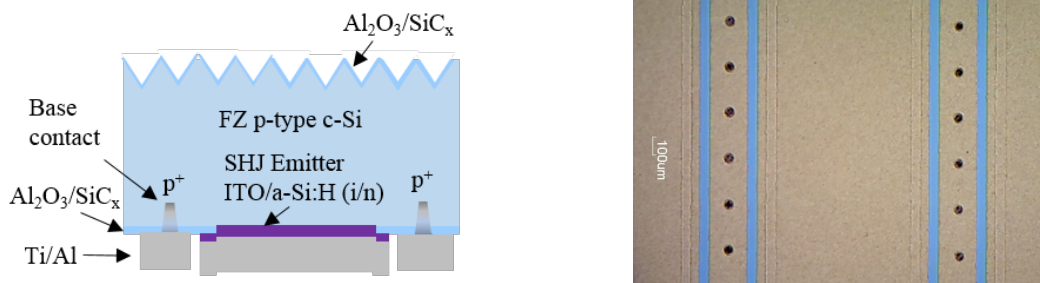 Al₂O₃/SiCₓ
Base
contact
FZ p-type c-Si
SHJ Emitter
p⁺
ITO/a-Si:H (i/n)
p⁺
Al₂O₃/SiCₓ
Ti/Al
100um